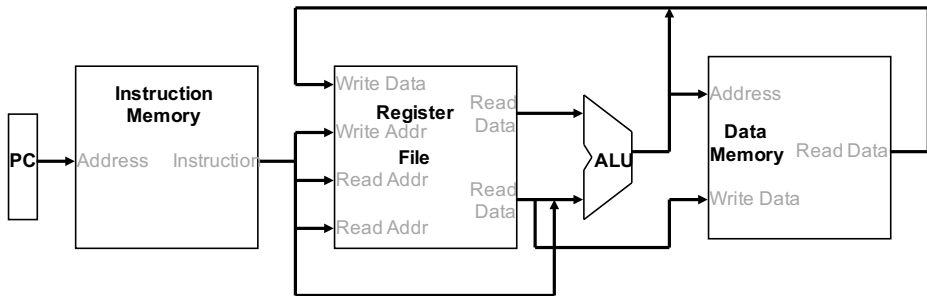 PC
Instruction
Memory
Address
Instruction
Write Data
Register
Write Addr
File
Read Addr
Read Addr
Read
Data
Read
Data
ALU
Address
Data
Memory
Read Data
Write Data